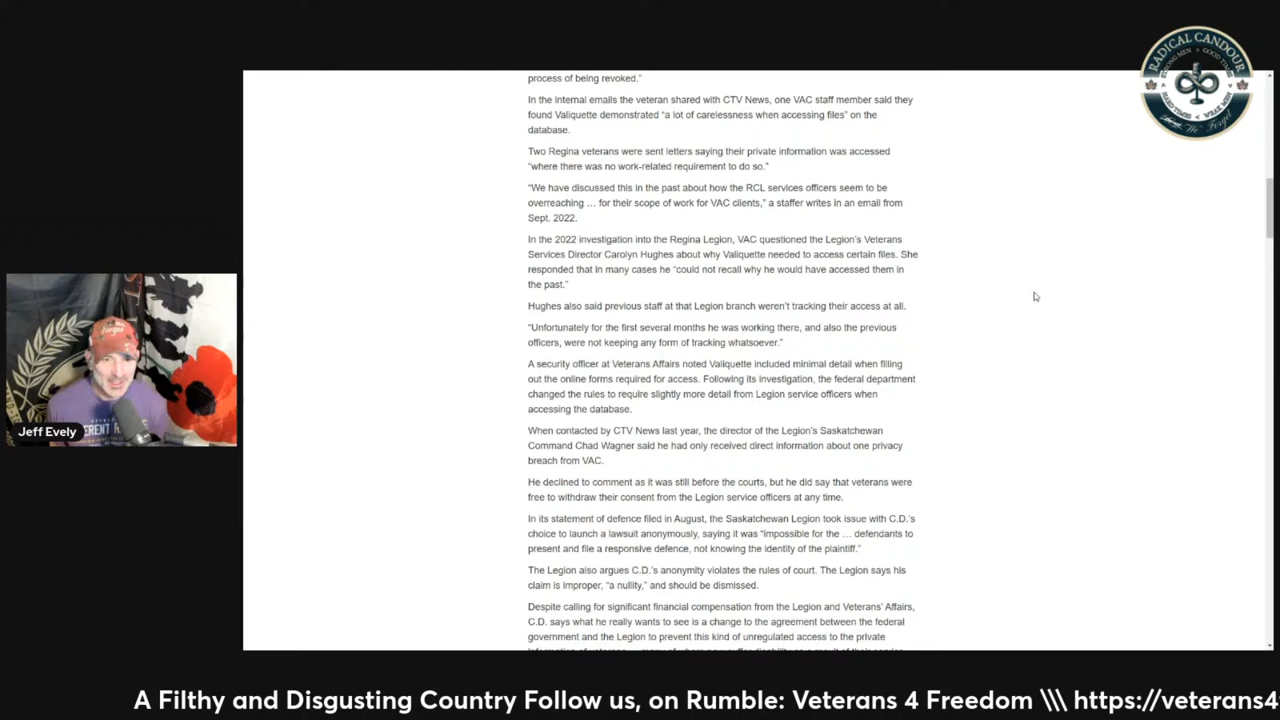 RADICAL CANDOUR
STRONG MEN > GOOD TIMES
HARD TIMES < WEAK MEN
process of being revoked.”
In the internal emails the veteran shared with CTV News, one VAC staff member said they
found Valiquette demonstrated “a lot of carelessness when accessing files” on the
database.
Two Regina veterans were sent letters saying their private information was accessed
“where there was no work-related requirement to do so.”
“We have discussed this in the past about how the RCL services officers seem to be
overreaching … for their scope of work for VAC clients,” a staffer writes in an email from
Sept. 2022.
In the 2022 investigation into the Regina Legion, VAC questioned the Legion’s Veterans
Services Director Carolyn Hughes about why Valiquette needed to access certain files. She
responded that in many cases he “could not recall why he would have accessed them in
the past.”
Hughes also said previous staff at that Legion branch weren’t tracking their access at all.
“Unfortunately for the first several months he was working there, and also the previous
officers, were not keeping any form of tracking whatsoever.”
A security officer at Veterans Affairs noted Valiquette included minimal detail when filling
out the online forms required for access. Following its investigation, the federal department
changed the rules to require slightly more detail from Legion service officers when
accessing the database.
When contacted by CTV News last year, the director of the Legion’s Saskatchewan
Command Chad Wagner said he had only received direct information about one privacy
breach from VAC.
He declined to comment as it was still before the courts, but he did say that veterans were
free to withdraw their consent from the Legion service officers at any time.
In its statement of defence filed in August, the Saskatchewan Legion took issue with C.D.’s
choice to launch a lawsuit anonymously, saying it was “impossible for the … defendants to
present and file a responsive defence, not knowing the identity of the plaintiff.”
The Legion also argues C.D.’s anonymity violates the rules of court. The Legion says his
claim is improper, “a nullity,” and should be dismissed.
Despite calling for significant financial compensation from the Legion and Veterans’ Affairs,
C.D. says what he really wants to see is a change to the agreement between the federal
government and the Legion to prevent this kind of unregulated access to the private
Jeff Evely
A Filthy and Disgusting Country Follow us, on Rumble: Veterans 4 Freedom \\\ https://veterans4